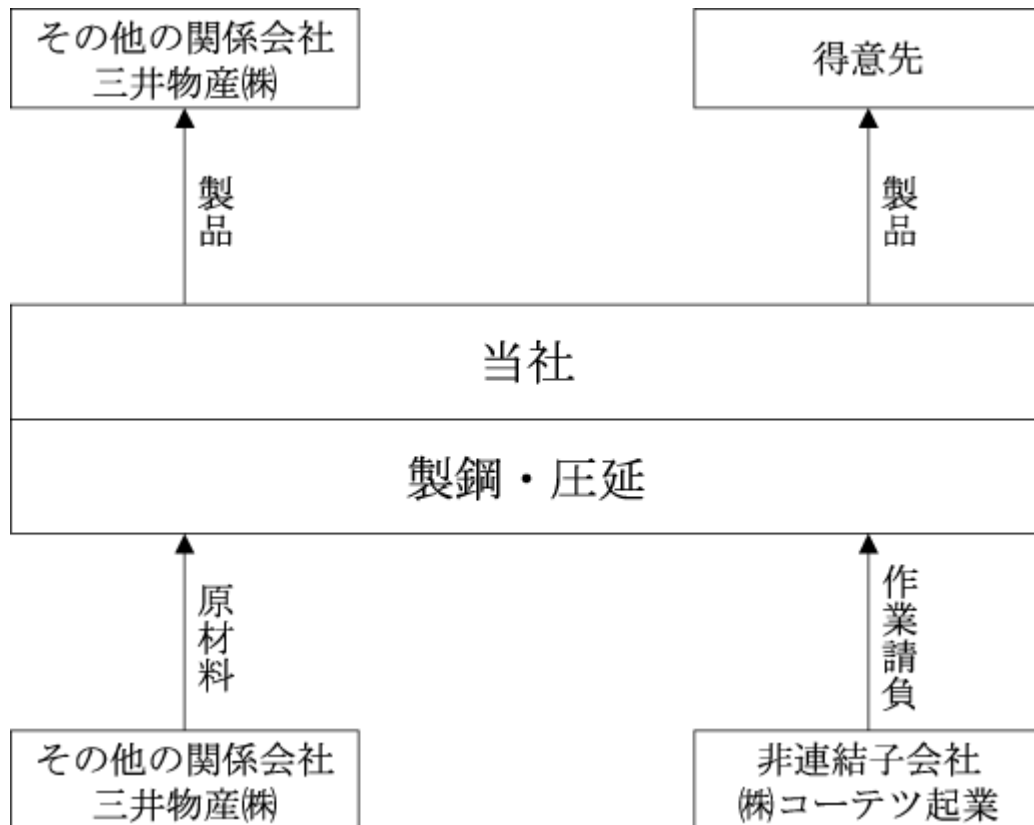 その他の関係会社
三井物産㈱
得意先
製品
製品
当社
製鋼・圧延
原材料
作業請負
その他の関係会社
三井物産㈱
非連結子会社
㈱コーテツ起業